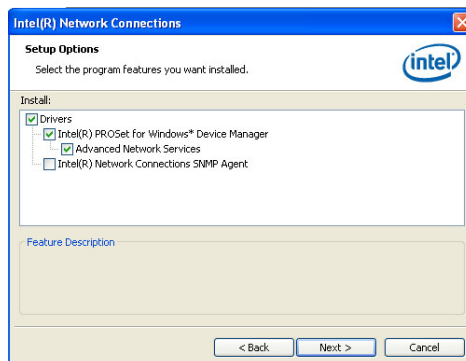 Intel(R) Network Connections
Setup Options
Select the program features you want installed.
intel
Install:
Drivers
Intel(R) PROSet for Windows* Device Manager
Advanced Network Services
Intel(R) Network Connections SNMP Agent
Feature Description
< Back
Next >
Cancel